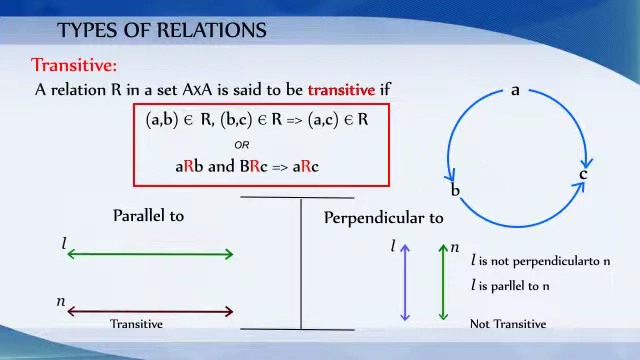 TYPES OF RELATIONS
Transitive:
A relation R in a set AxA is said to be transitive if
(a,b) ∈ R, (b,c) ∈ R => (a,c) ∈ R
OR
aRb and BRc => aRc
a
b
c
Parallel to
l
n
Transitive
Perpendicular to
l
n
l is not perpendicularto n
l is parllel to n
Not Transitive